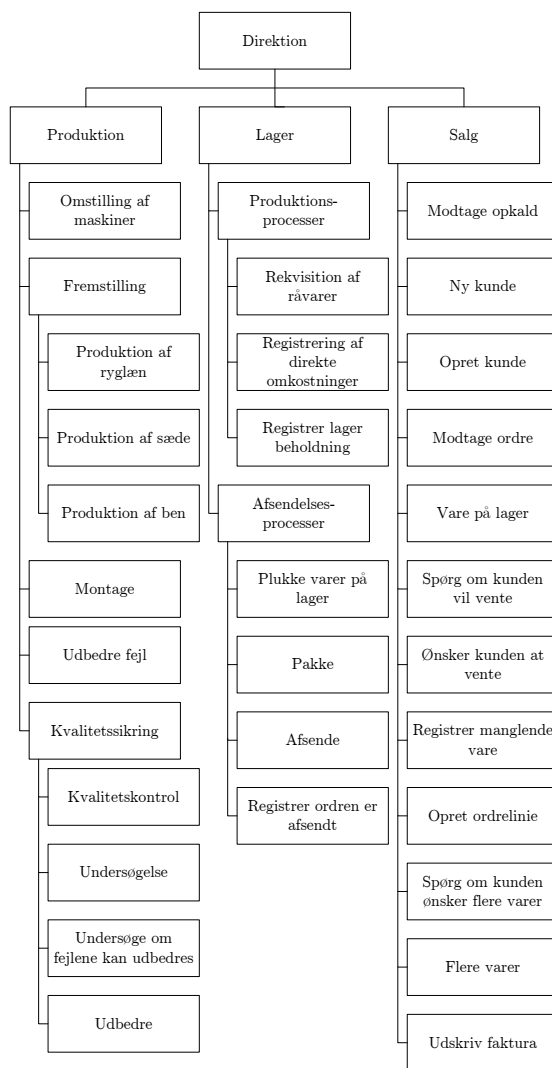 Direktion
Produktion
Omstilling af
maskiner
Fremstilling
Produktion af
ryglæn
Produktion af sæde
Produktion af ben
Montage
Udbedre fejl
Kvalitetssikring
Kvalitetskontrol
Undersøgelse
Undersøge om
fejlene kan udbedres
Udbedre
Lager
Produktions-
processer
Rekvisition af
råvarer
Registrering af
direkte
omkostninger
Registrer lager
beholdning
Afsendelses-
processer
Plukke varer på
lager
Pakke
Afsende
Registrer ordren er
afsendt
Salg
Modtage opkald
Ny kunde
Opret kunde
Modtage ordre
Vare på lager
Spørg om kunden
vil vente
Ønsker kunden at
vente
Registrer manglende
vare
Opret ordrelinie
Spørg om kunden
ønsker flere varer
Flere varer
Udskriv faktura